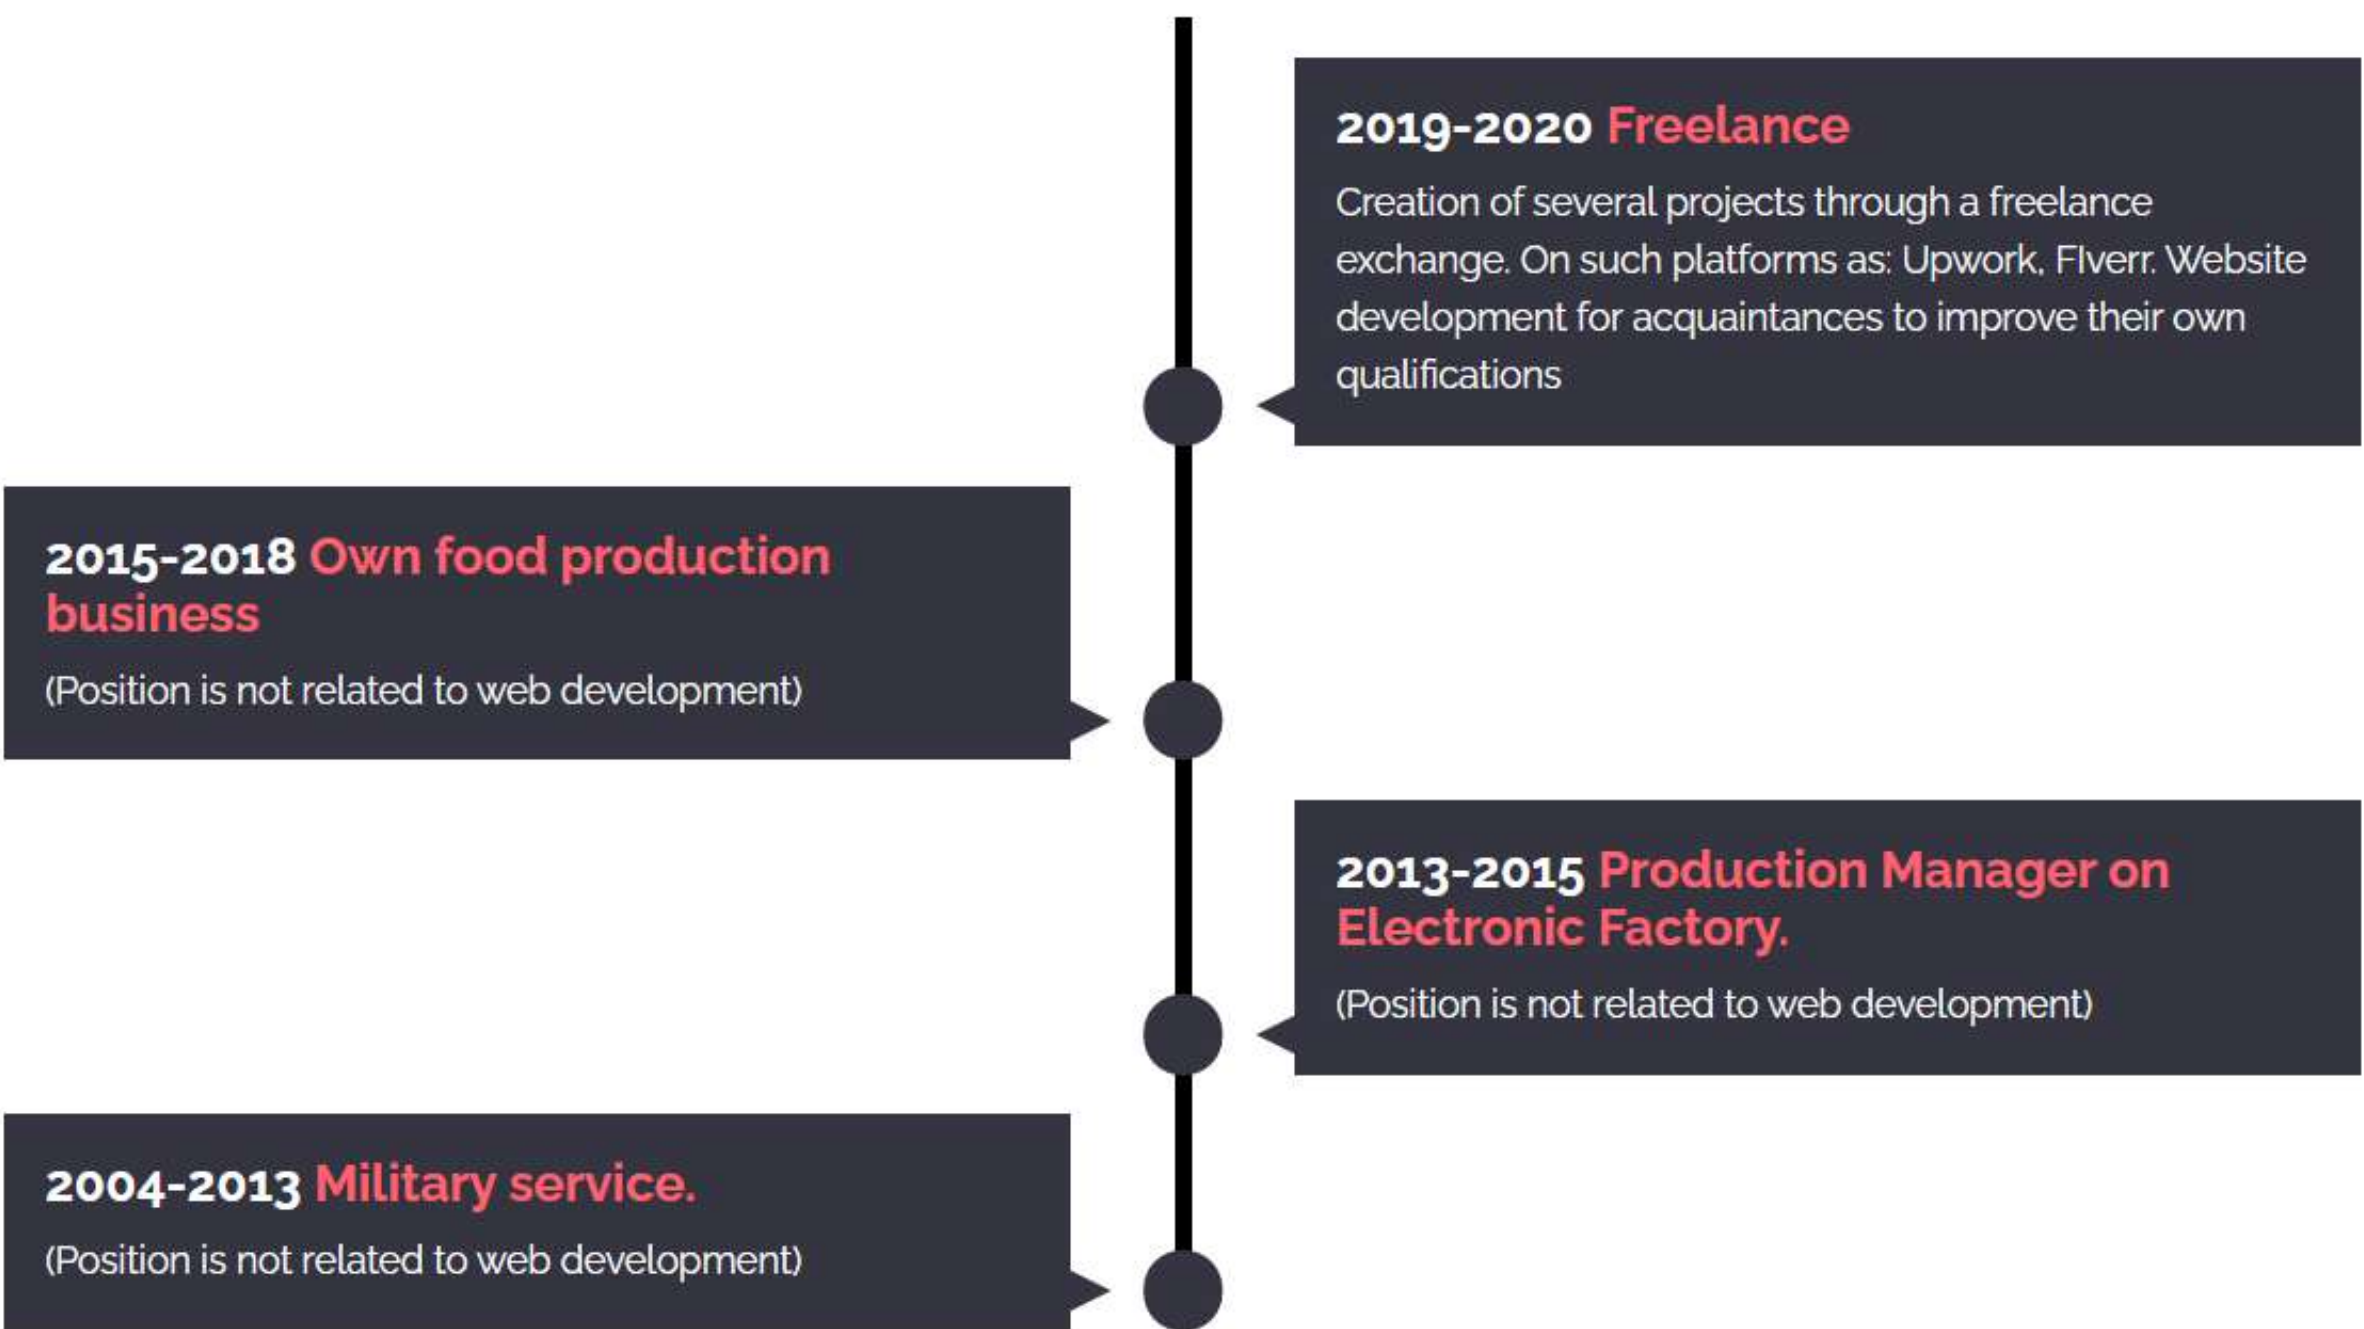 2019-2020 Freelance
Creation of several projects through a freelance
exchange. On such platforms as: Upwork, FIverr. Website
development for acquaintances to improve their own
qualifications
2015-2018 Own food production
business
(Position is not related to web development)
2013-2015 Production Manager on
Electronic Factory.
(Position is not related to web development)
2004-2013 Military service.
(Position is not related to web development)